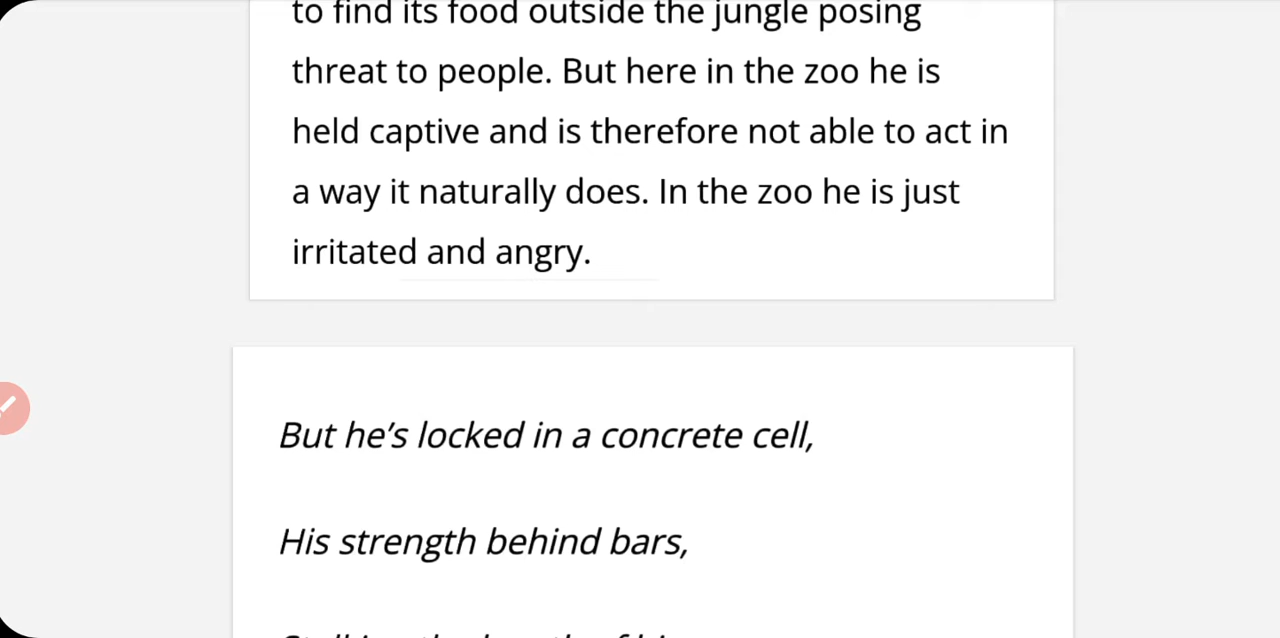 to find its food outside the jungle posing
threat to people. But here in the zoo he is
held captive and is therefore not able to act in
a way it naturally does. In the zoo he is just
irritated and angry.
But he’s locked in a concrete cell,
His strength behind bars,